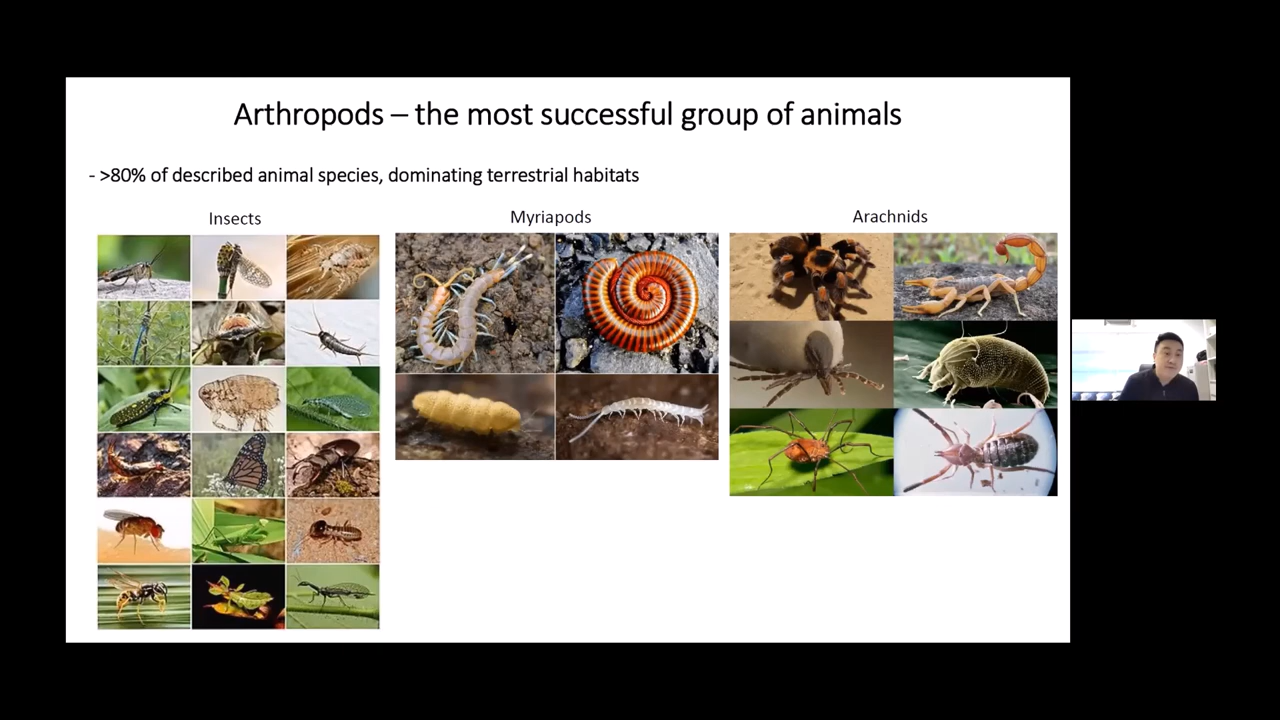 Arthropods – the most successful group of animals
- >80% of described animal species, dominating terrestrial habitats
Insects
Myriapods
Arachnids